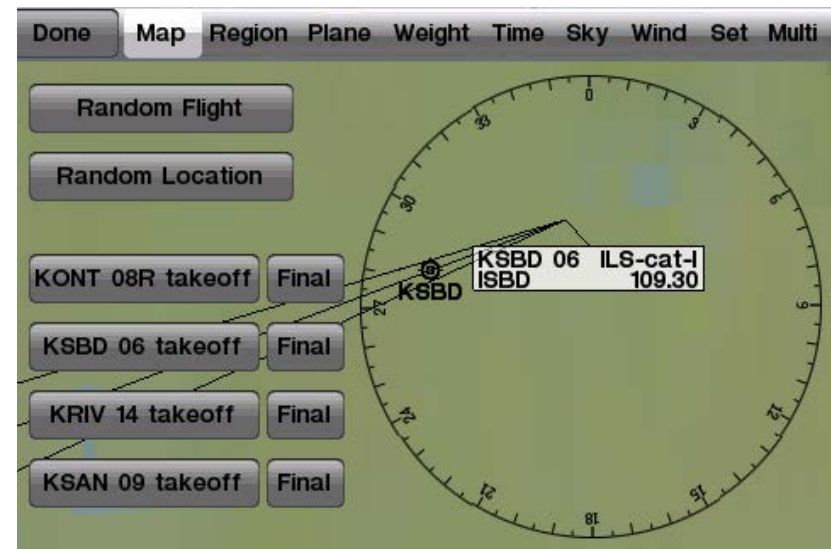 Done Map Region Plane Weight Time Sky Wind Set Multi
Random Flight
Random Location
KONT 08R takeoff Final
KSBD 06 takeoff Final
KRIV 14 takeoff Final
KSAN 09 takeoff Final
0
3
6
9
12
15
18
21
24
27
30
33
KSBD
KSBD 06 ILS-cat-I
ISBD 109.30